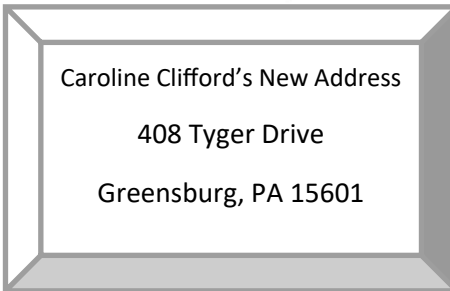 Caroline Clifford’s New Address
408 Tyger Drive
Greensburg, PA 15601